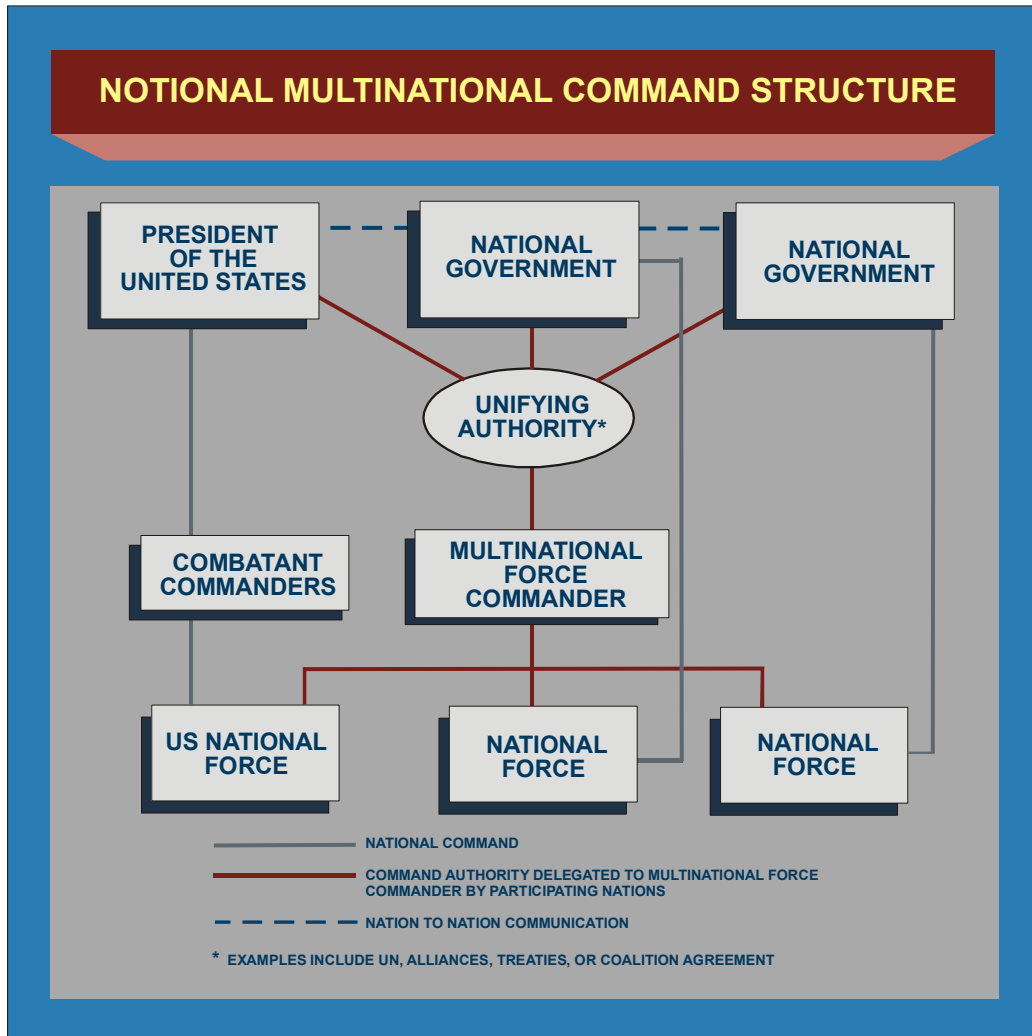 NOTIONAL MULTINATIONAL COMMAND STRUCTURE
PRESIDENT
OF THE
UNITED STATES
NATIONAL
GOVERNMENT
NATIONAL
GOVERNMENT
UNIFYING
AUTHORITY*
COMBATANT
COMMANDERS
MULTINATIONAL
FORCE
COMMANDER
US NATIONAL
FORCE
NATIONAL
FORCE
NATIONAL
FORCE
NATIONAL COMMAND
COMMAND AUTHORITY DELEGATED TO MULTINATIONAL FORCE
COMMANDER BY PARTICIPATING NATIONS
NATION TO NATION COMMUNICATION
* EXAMPLES INCLUDE UN, ALLIANCES, TREATIES, OR COALITION AGREEMENT